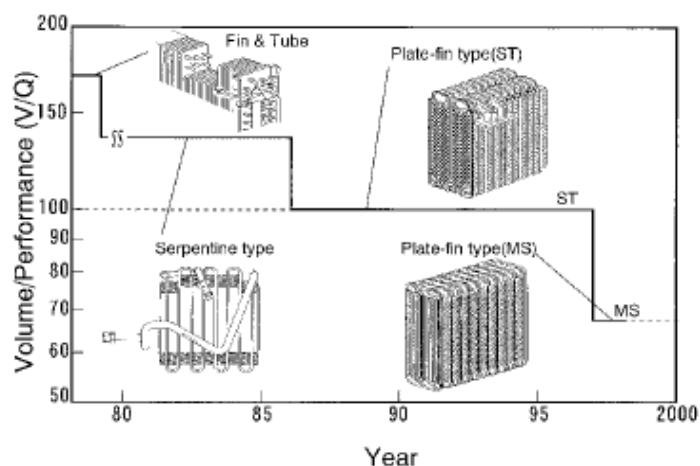 200
Fin & Tube
Plate-fin type(ST)
150
Volume/Performance (V/Q)
100
ST
90
Serpentine type
Plate-fin type(MS)
80
70
MS
60
50
80 85 90 95 2000
Year